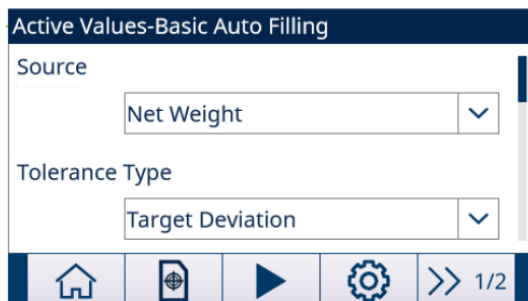 Active Values-Basic Auto Filling
Source
Net Weight
Tolerance Type
Target Deviation
1/2